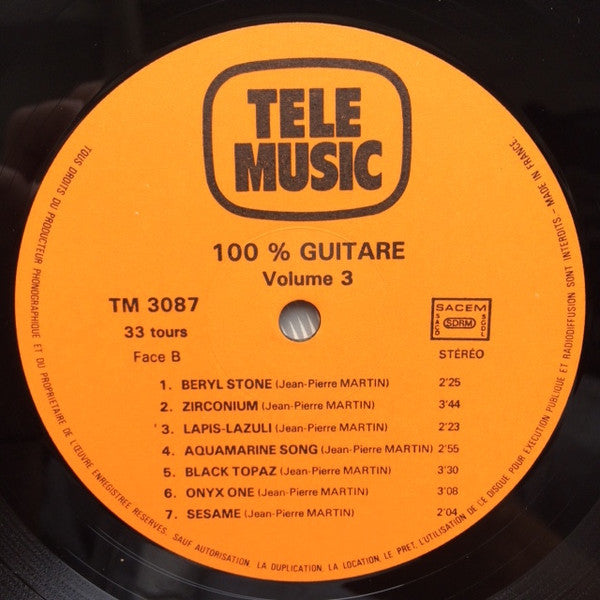 TELE
MUSIC
100 % GUITARE
Volume 3
TM 3087
33 tours
Face B
SACEM
SACD SDRM SGDL
STÉRÉO
1. BERYL STONE (Jean-Pierre MARTIN) 2'25
2. ZIRCONIUM (Jean-Pierre MARTIN) 3'44
3. LAPIS-LAZULI (Jean-Pierre MARTIN) 2'23
4. AQUAMARINE SONG (Jean-Pierre MARTIN) 2'55
5. BLACK TOPAZ (Jean-Pierre MARTIN) 3'30
6. ONYX ONE (Jean-Pierre MARTIN) 3'08
7. SESAME (Jean-Pierre MARTIN) 2'04
TOUS DROITS DU PRODUCTEUR PHONOGRAPHIQUE ET DU PROPRIETAIRE DE L'ŒUVRE ENREGISTREE RESERVES. SAUF AUTORISATION. LA DUPLICATION, LA LOCATION, LE PRET, L'UTILISATION DE CE DISQUE POUR EXECUTION PUBLIQUE ET RADIODIFFUSION SONT INTERDITS - MADE IN FRANCE.